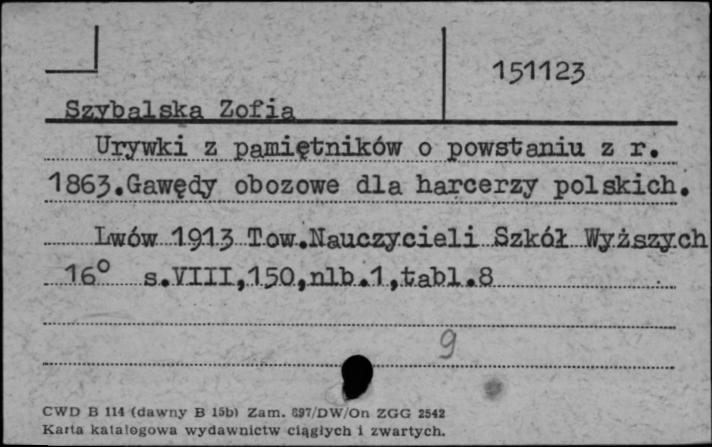 151123
Szybalska Zofia
Urywki z pamiętników o powstaniu z r.
1863.Gawędy obozowe dla harcerzy polskich.
Lwów 1913 Tow.Nauczycieli Szkół Wyższych
16° s.VIII,150,nlb.1,tabl.8
9
CWD B 114 (dawny B 15b) Zam. 897/DW/On ZGG 2542
Karta katalogowa wydawnictw ciągłych i zwartych.